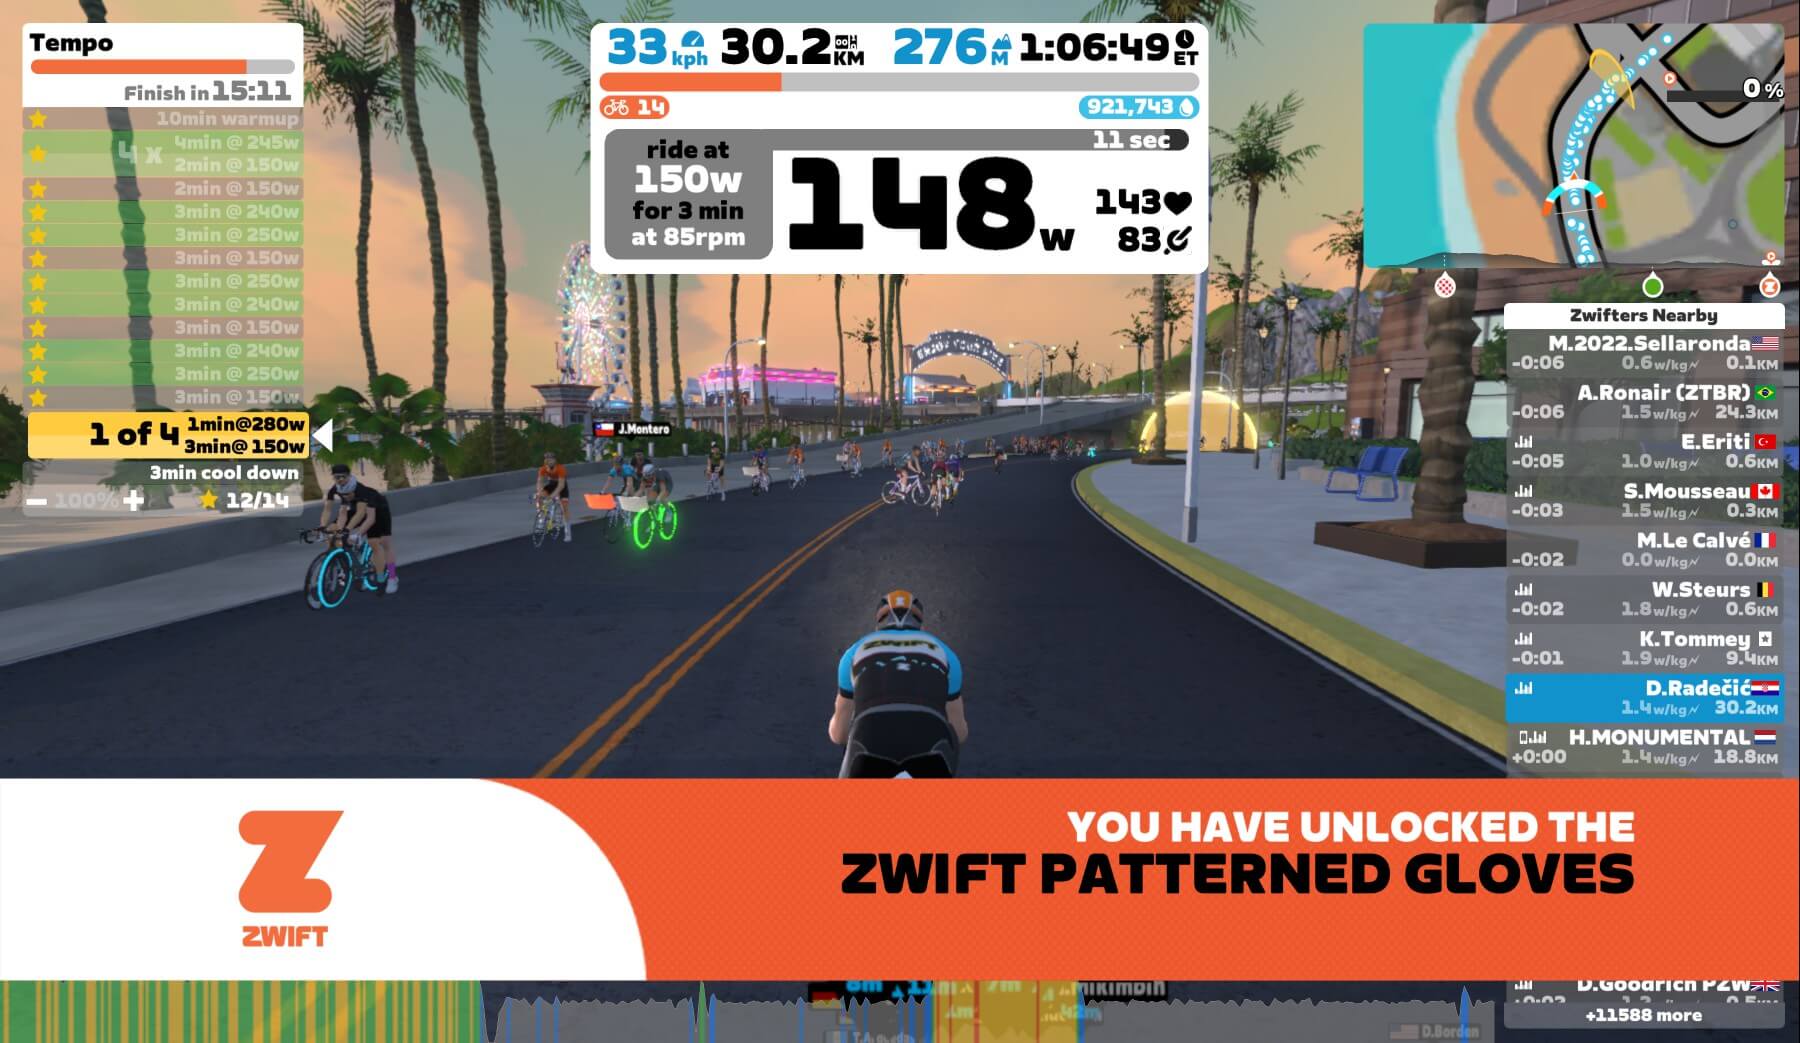 Tempo
Finish in 15:11
10min warmup
4 x
4min @ 245w
2min @ 150w
2min @ 150w
3min @ 240w
3min @ 250w
3min @ 150w
3min @ 250w
3min @ 240w
3min @ 150w
3min @ 240w
3min @ 250w
3min @ 150w
1 of 4
1min@280w
3min@150w
3min cool down
− 100% + 12/14
33 kph 30.2 KM 276 M 1:06:49 ET
14
921,743
11 sec
ride at
150w
for 3 min
at 85rpm
148 w
143
83
0 %
ENJOY YOUR RIDE
J.Montero
Zwifters Nearby
M.2022.Sellaronda
-0:06 0.6w/kg 0.1KM
A.Ronair (ZTBR)
-0:06 1.5w/kg 24.3KM
E.Eriti
-0:05 1.0w/kg 0.6KM
S.Mousseau
-0:03 1.5w/kg 0.3KM
M.Le Calvé
-0:02 0.0w/kg 0.0KM
W.Steurs
-0:02 1.8w/kg 0.6KM
K.Tommey
-0:01 1.9w/kg 9.4KM
D.Radečić
1.4w/kg 30.2KM
H.MONUMENTAL
+0:00 1.4w/kg 18.8KM
ZWIFT
ZWIFT
YOU HAVE UNLOCKED THE
ZWIFT PATTERNED GLOVES
D.Goodrich PZW
+11588 more
D.Borden